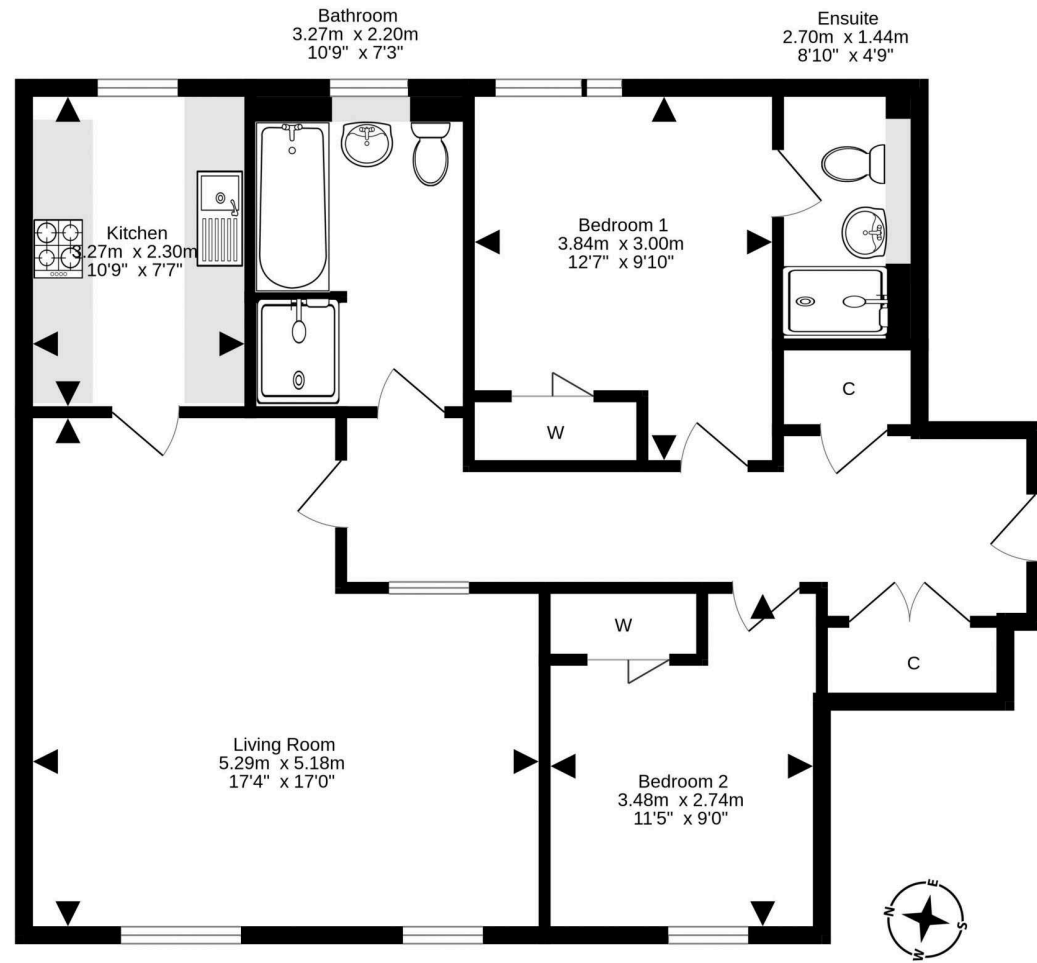 Bathroom
3.27m x 2.20m
10'9" x 7'3"
Ensuite
2.70m x 1.44m
8'10" x 4'9"
Kitchen
3.27m x 2.30m
10'9" x 7'7"
Bedroom 1
3.84m x 3.00m
12'7" x 9'10"
C
W
W
C
Living Room
5.29m x 5.18m
17'4" x 17'0"
Bedroom 2
3.48m x 2.74m
11'5" x 9'0"
E
N
S
W